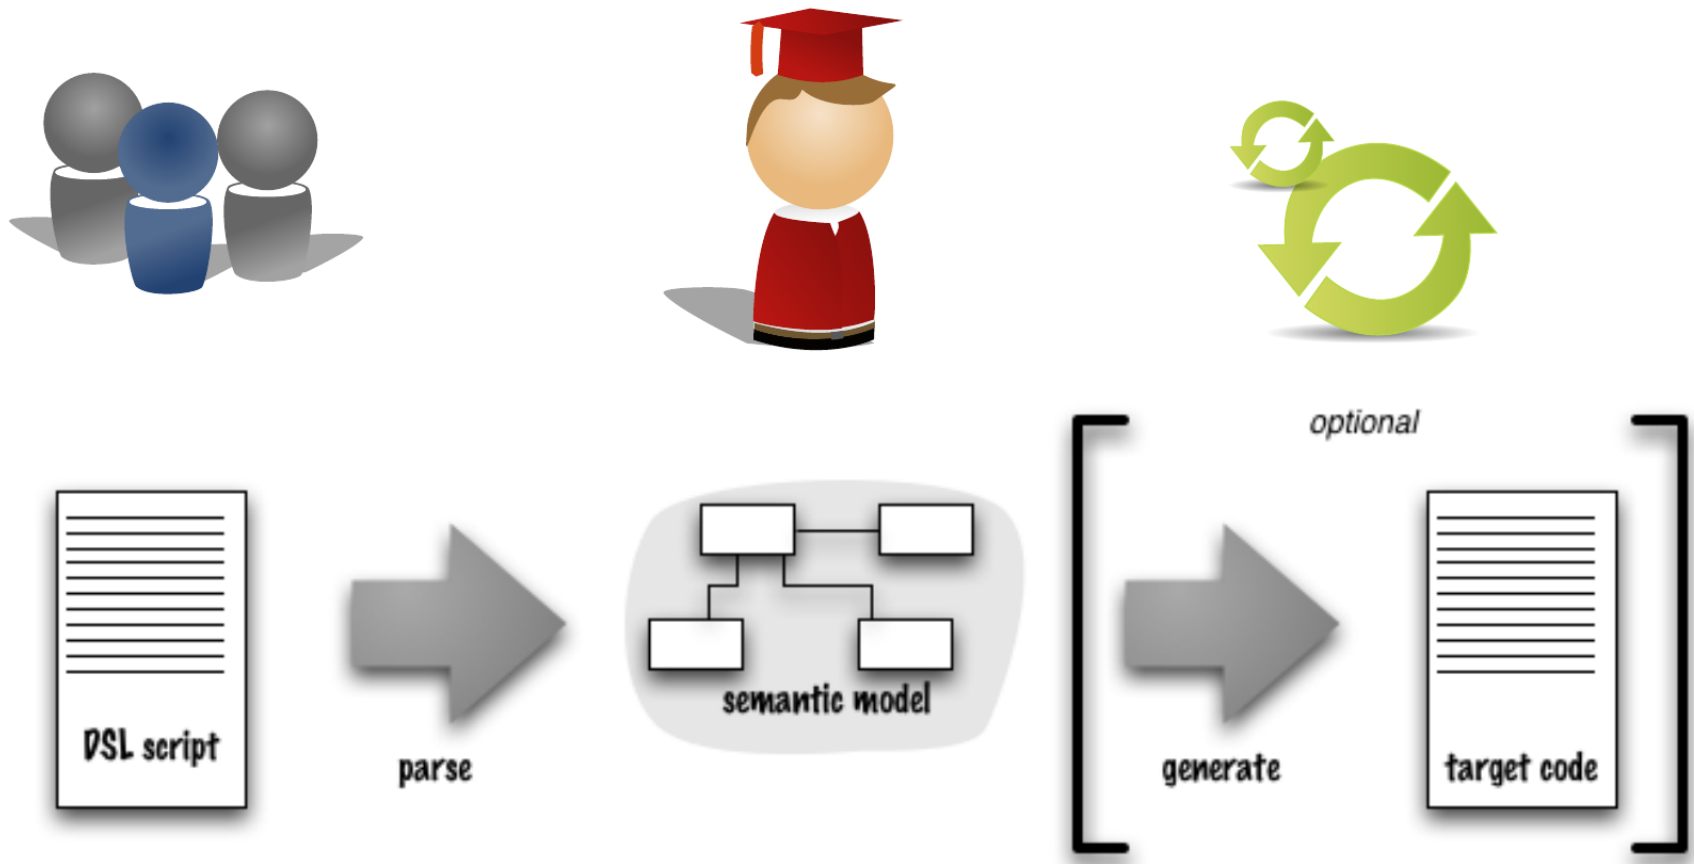 optional
DSL script
parse
semantic model
generate
target code